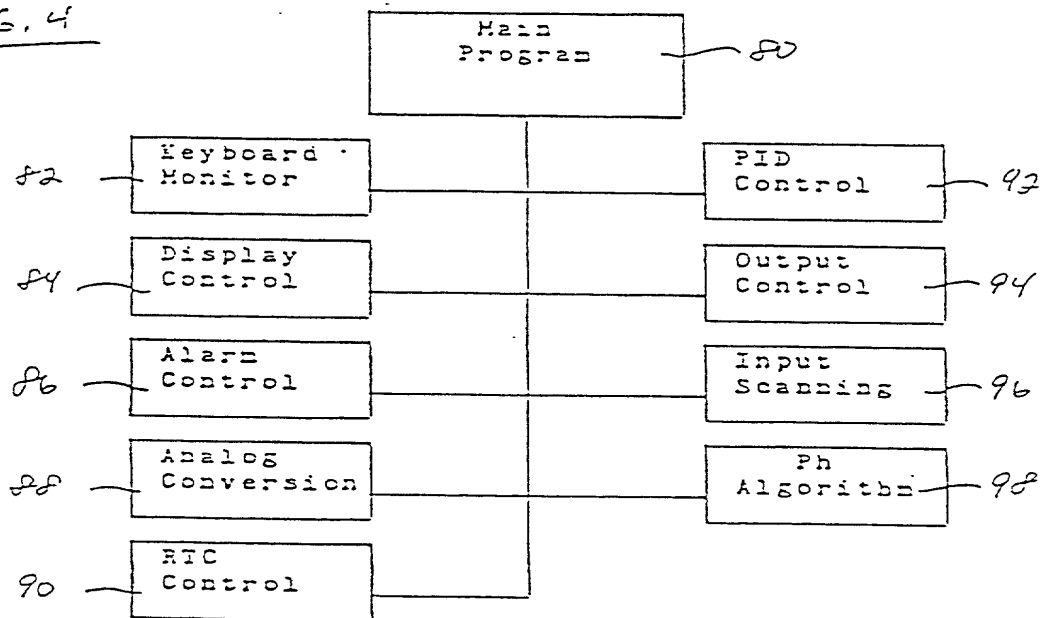 G. 4
Main
Program
80
82
Keyboard
Monitor
PID
Control
92
84
Display
Control
Output
Control
94
86
Alarm
Control
Input
Scanning
96
88
Analog
Conversion
Ph
Algorithm
98
90
RTC
Control